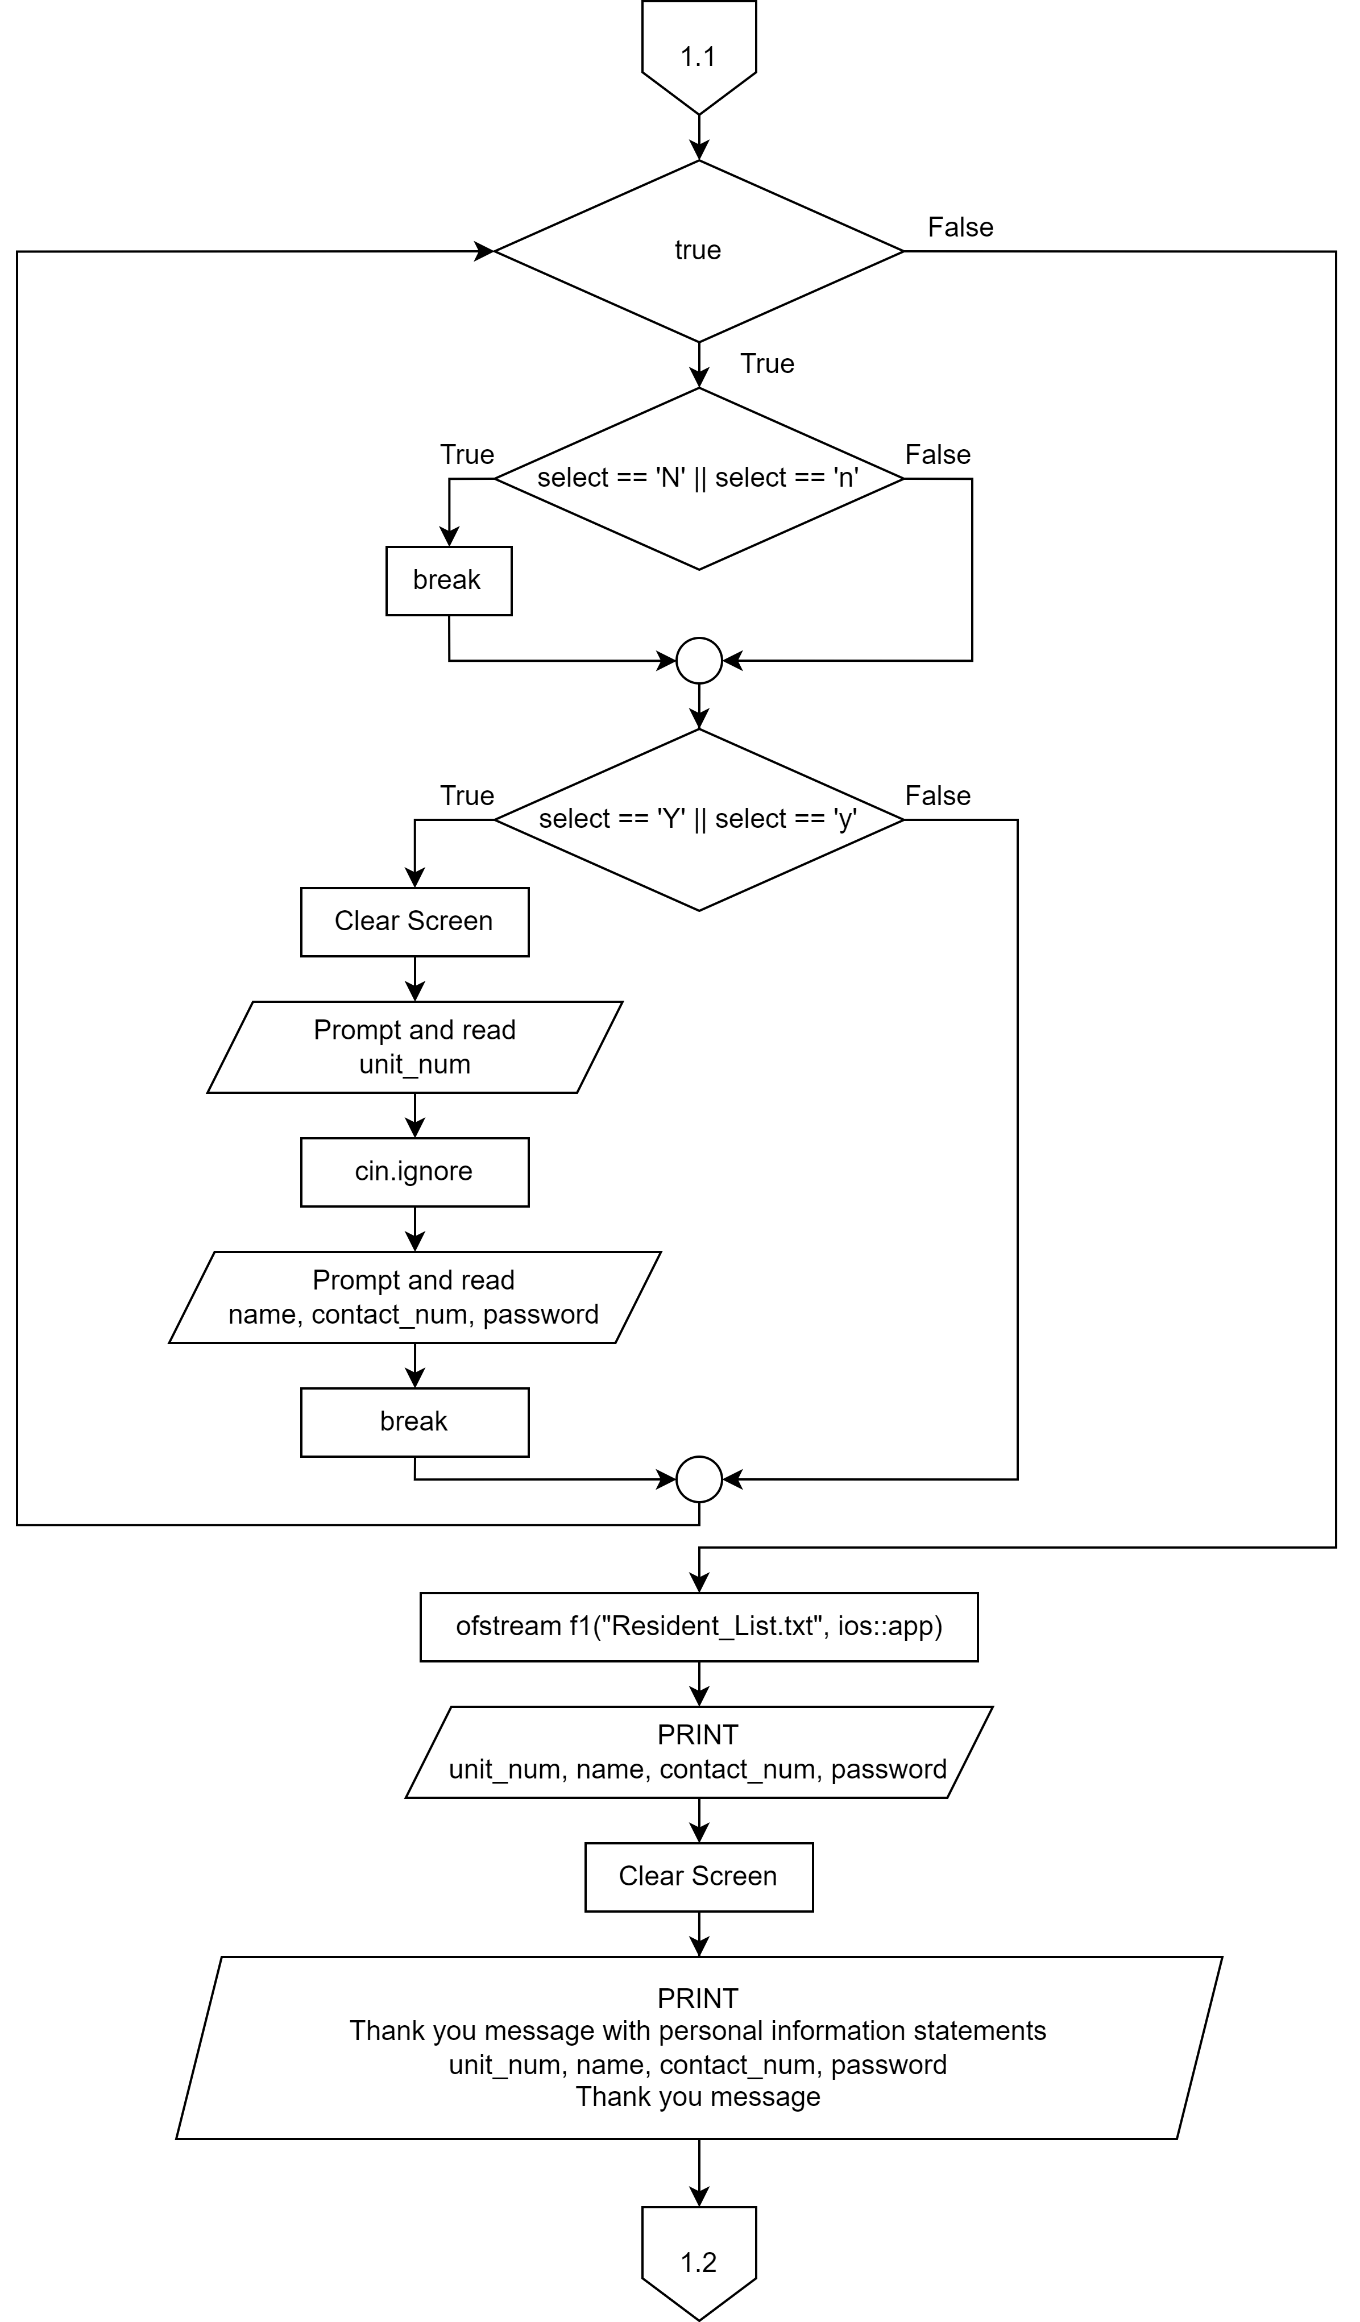 1.1
true
False
True
True
select == 'N' || select == 'n'
False
break
True
select == 'Y' || select == 'y'
False
Clear Screen
Prompt and read
unit_num
cin.ignore
Prompt and read
name, contact_num, password
break
ofstream f1("Resident_List.txt", ios::app)
PRINT
unit_num, name, contact_num, password
Clear Screen
PRINT
Thank you message with personal information statements
unit_num, name, contact_num, password
Thank you message
1.2